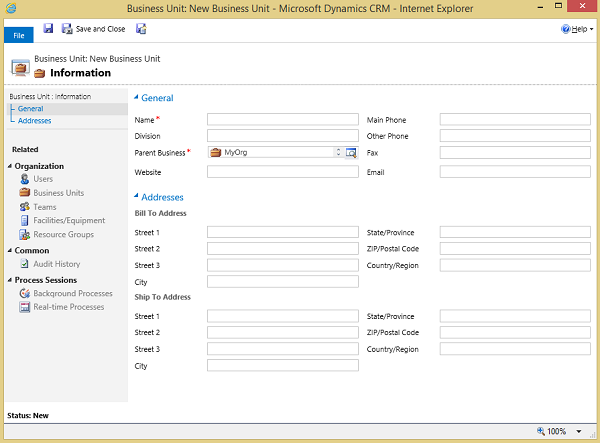 Business Unit: New Business Unit - Microsoft Dynamics CRM - Internet Explorer
File
Save and Close
Help
Business Unit: New Business Unit
Information
Business Unit : Information
General
Addresses
Related
Organization
Users
Business Units
Teams
Facilities/Equipment
Resource Groups
Common
Audit History
Process Sessions
Background Processes
Real-time Processes
General
Name* Main Phone
Division Other Phone
Parent Business* MyOrg Fax
Website Email
Addresses
Bill To Address
Street 1 State/Province
Street 2 ZIP/Postal Code
Street 3 Country/Region
City
Ship To Address
Street 1 State/Province
Street 2 ZIP/Postal Code
Street 3 Country/Region
City
Status: New
100%